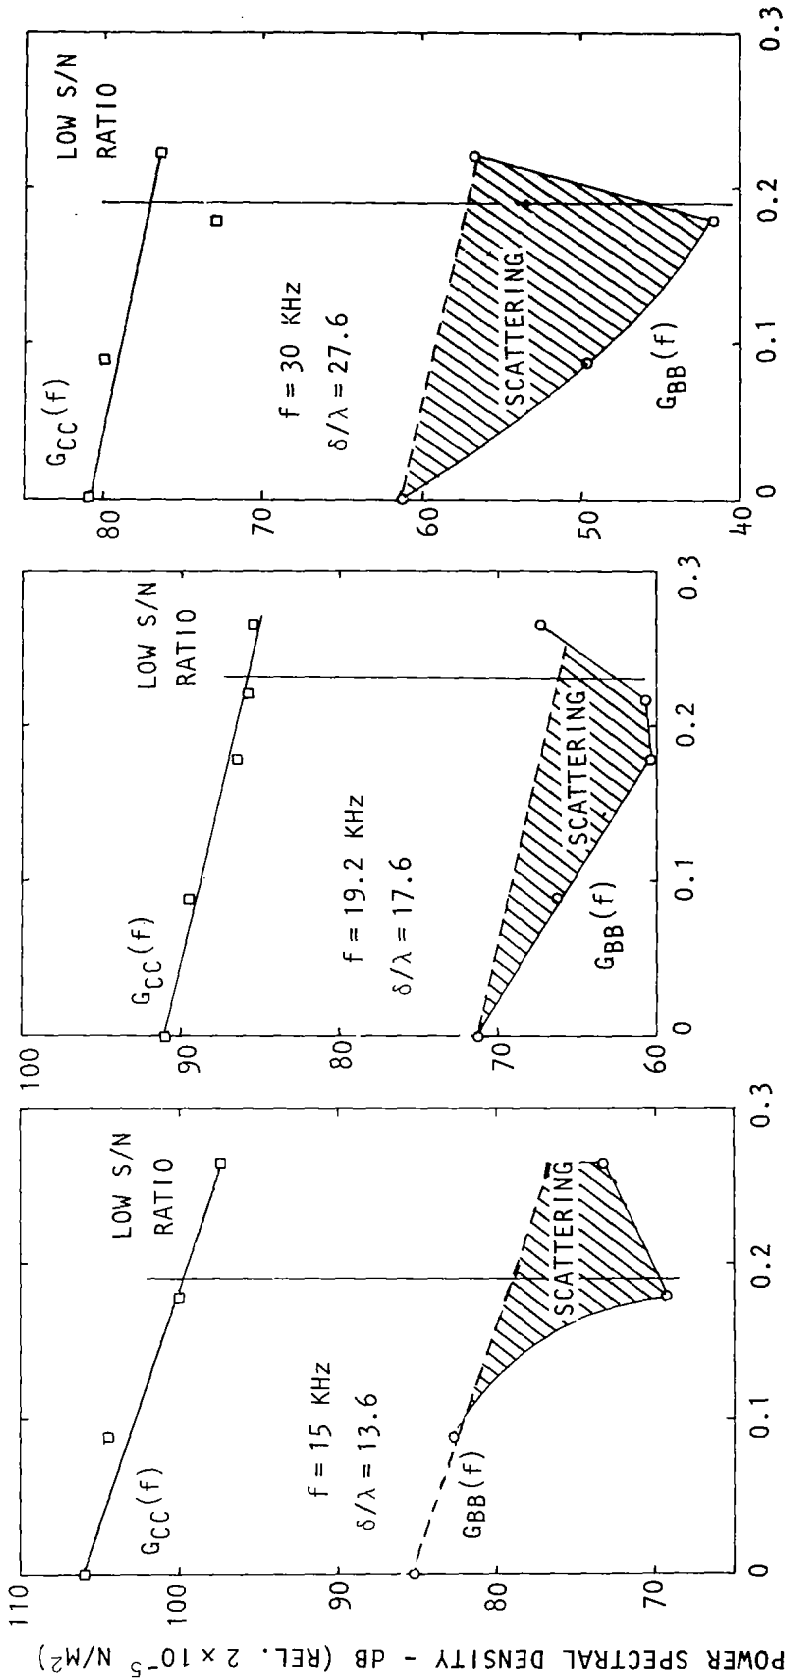 POWER SPECTRAL DENSITY - dB (REL. 2 × 10⁻⁵ N/M²)
110
100
90
80
70
0
0.1
0.2
0.3
G_CC(f)
LOW S/N
RATIO
f = 15 KHz
δ/λ = 13.6
G_BB(f)
SCATTERING
100
90
80
70
60
0
0.1
0.2
0.3
G_CC(f)
LOW S/N
RATIO
f = 19.2 KHz
δ/λ = 17.6
G_BB(f)
SCATTERING
80
70
60
50
40
0
0.1
0.2
0.3
G_CC(f)
LOW S/N
RATIO
f = 30 KHz
δ/λ = 27.6
SCATTERING
G_BB(f)